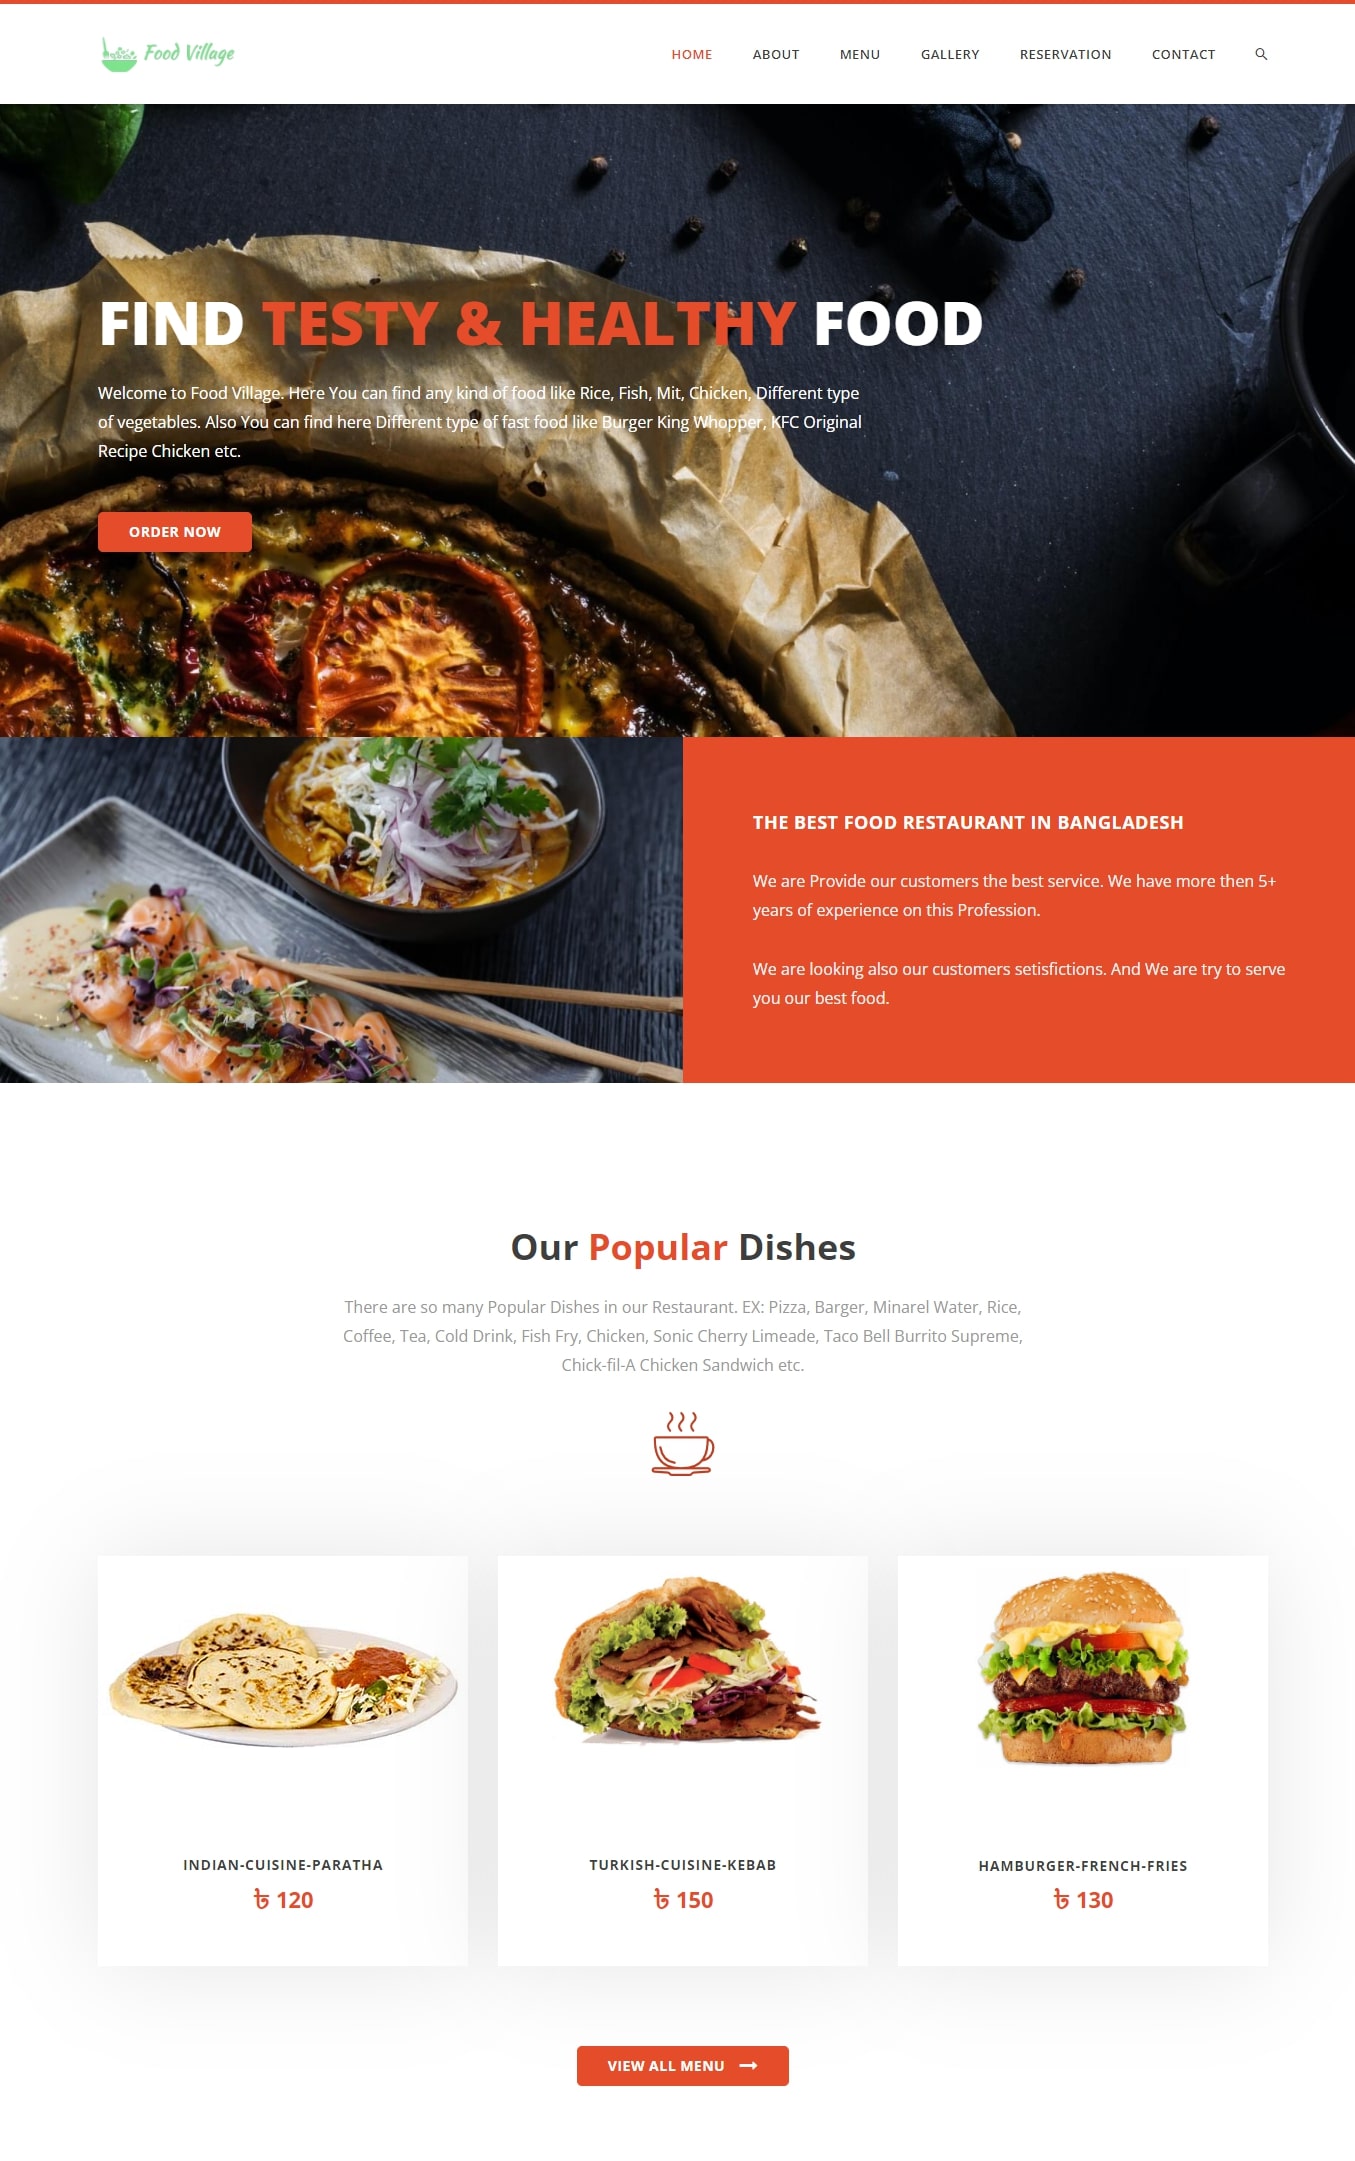 Food Village
HOME ABOUT MENU GALLERY RESERVATION CONTACT
FIND TESTY & HEALTHY FOOD
Welcome to Food Village. Here You can find any kind of food like Rice, Fish, Mit, Chicken, Different type
of vegetables. Also You can find here Different type of fast food like Burger King Whopper, KFC Original
Recipe Chicken etc.
ORDER NOW
THE BEST FOOD RESTAURANT IN BANGLADESH
We are Provide our customers the best service. We have more then 5+
years of experience on this Profession.
We are looking also our customers setisfictions. And We are try to serve
you our best food.
Our Popular Dishes
There are so many Popular Dishes in our Restaurant. EX: Pizza, Barger, Minarel Water, Rice,
Coffee, Tea, Cold Drink, Fish Fry, Chicken, Sonic Cherry Limeade, Taco Bell Burrito Supreme,
Chick-fil-A Chicken Sandwich etc.
INDIAN-CUISINE-PARATHA
৳ 120
TURKISH-CUISINE-KEBAB
৳ 150
HAMBURGER-FRENCH-FRIES
৳ 130
VIEW ALL MENU